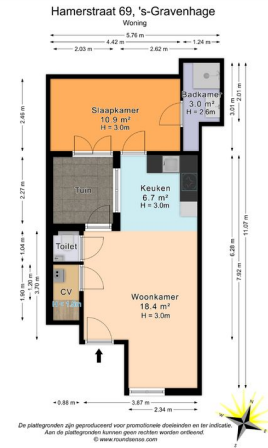 Hamerstraat 69, 's-Gravenhage
Woning
5.76 m
4.42 m
1.24 m
2.03 m
2.62 m
Slaapkamer
10.9 m²
H = 3.0m
Badkamer
3.0 m²
H = 2.6m
2.46 m
3.01 m
2.01 m
Tuin
Keuken
6.7 m²
H = 3.0m
2.27 m
11.07 m
Toilet
1.04 m
6.28 m
7.92 m
CV
1.20 m
1.90 m
3.70 m
Woonkamer
18.4 m²
H = 3.0m
0.88 m
3.87 m
2.34 m
De plattegronden zijn geproduceerd voor promotionele doeleinden en ter indicatie.
Aan de plattegronden kunnen geen rechten worden ontleend.
© www.roundsense.com